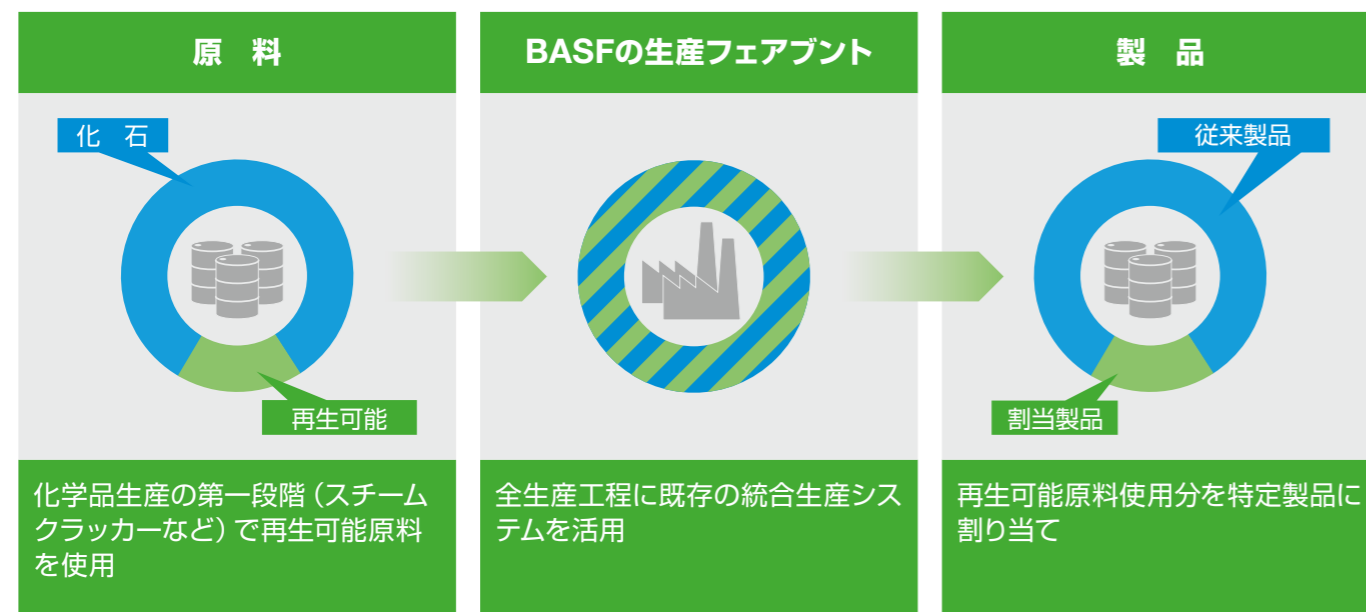 原　料
化　石
再生可能
化学品生産の第一段階（スチーム
クラッカーなど）で再生可能原料
を使用
BASFの生産フェアブント
全生産工程に既存の統合生産シス
テムを活用
製　品
従来製品
割当製品
再生可能原料使用分を特定製品に
割り当て